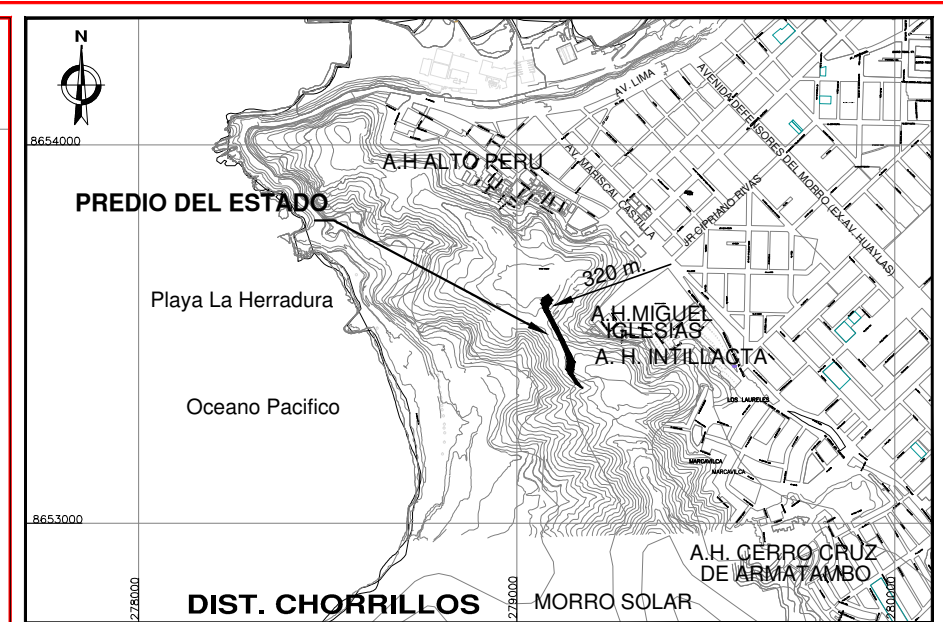 N
8654000
AV. LIMA
AVENIDA DEFENSORES DEL MORRO (EX-AV. HUAYLAS)
A.H ALTO PERU
AV. MARISCAL CASTILLA
PREDIO DEL ESTADO
JR CIPRIANO RIVAS
320 m.
Playa La Herradura
A.H.MIGUEL
IGLESIAS
A. H. INTILLACTA
Oceano Pacifico
LOS LAURELES
MARCAVILCA
MARCAVILCA
8653000
A.H. CERRO CRUZ
DE ARMATAMBO
278000
279000
280000
DIST. CHORRILLOS
MORRO SOLAR